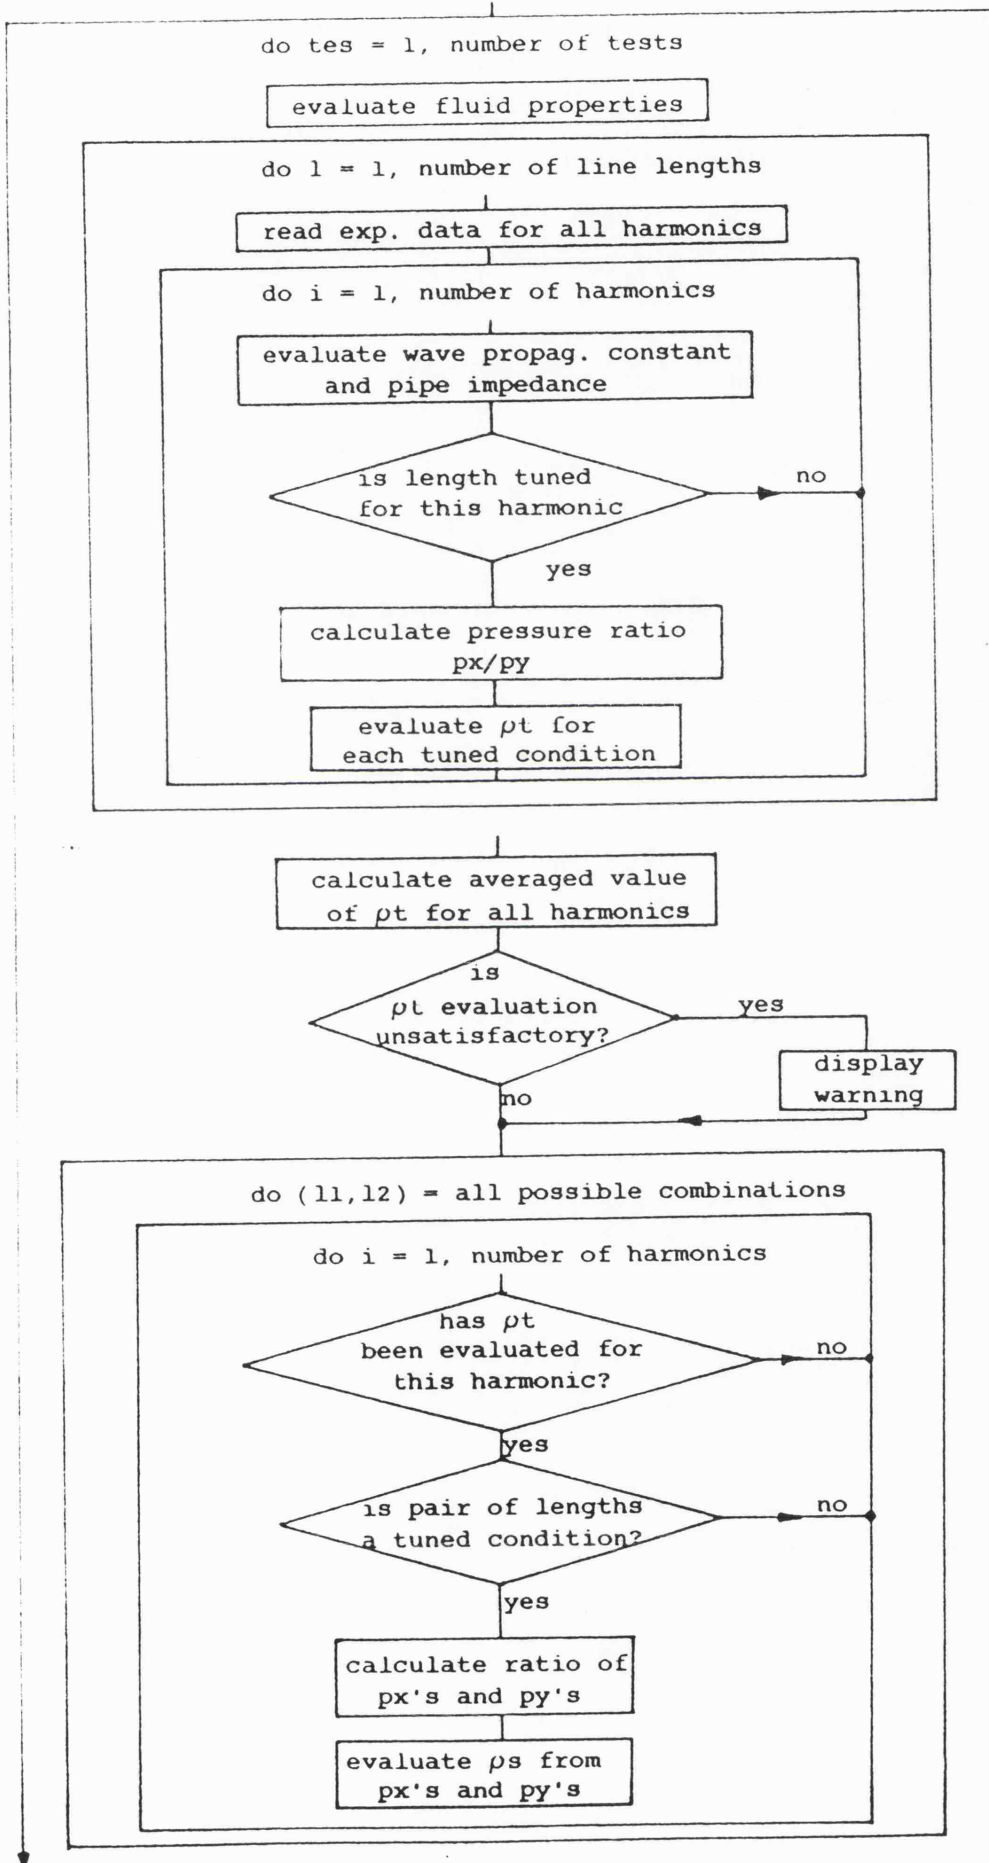 do tes = 1, number of tests
evaluate fluid properties
do l = 1, number of line lengths
read exp. data for all harmonics
do i = 1, number of harmonics
evaluate wave propag. constant
and pipe impedance
is length tuned
for this harmonic
no
yes
calculate pressure ratio
px/py
evaluate ρt for
each tuned condition
calculate averaged value
of ρt for all harmonics
is
ρt evaluation
unsatisfactory?
yes
display
warning
no
do (l1,l2) = all possible combinations
do i = 1, number of harmonics
has ρt
been evaluated for
this harmonic?
no
yes
is pair of lengths
a tuned condition?
no
yes
calculate ratio of
px's and py's
evaluate ρs from
px's and py's